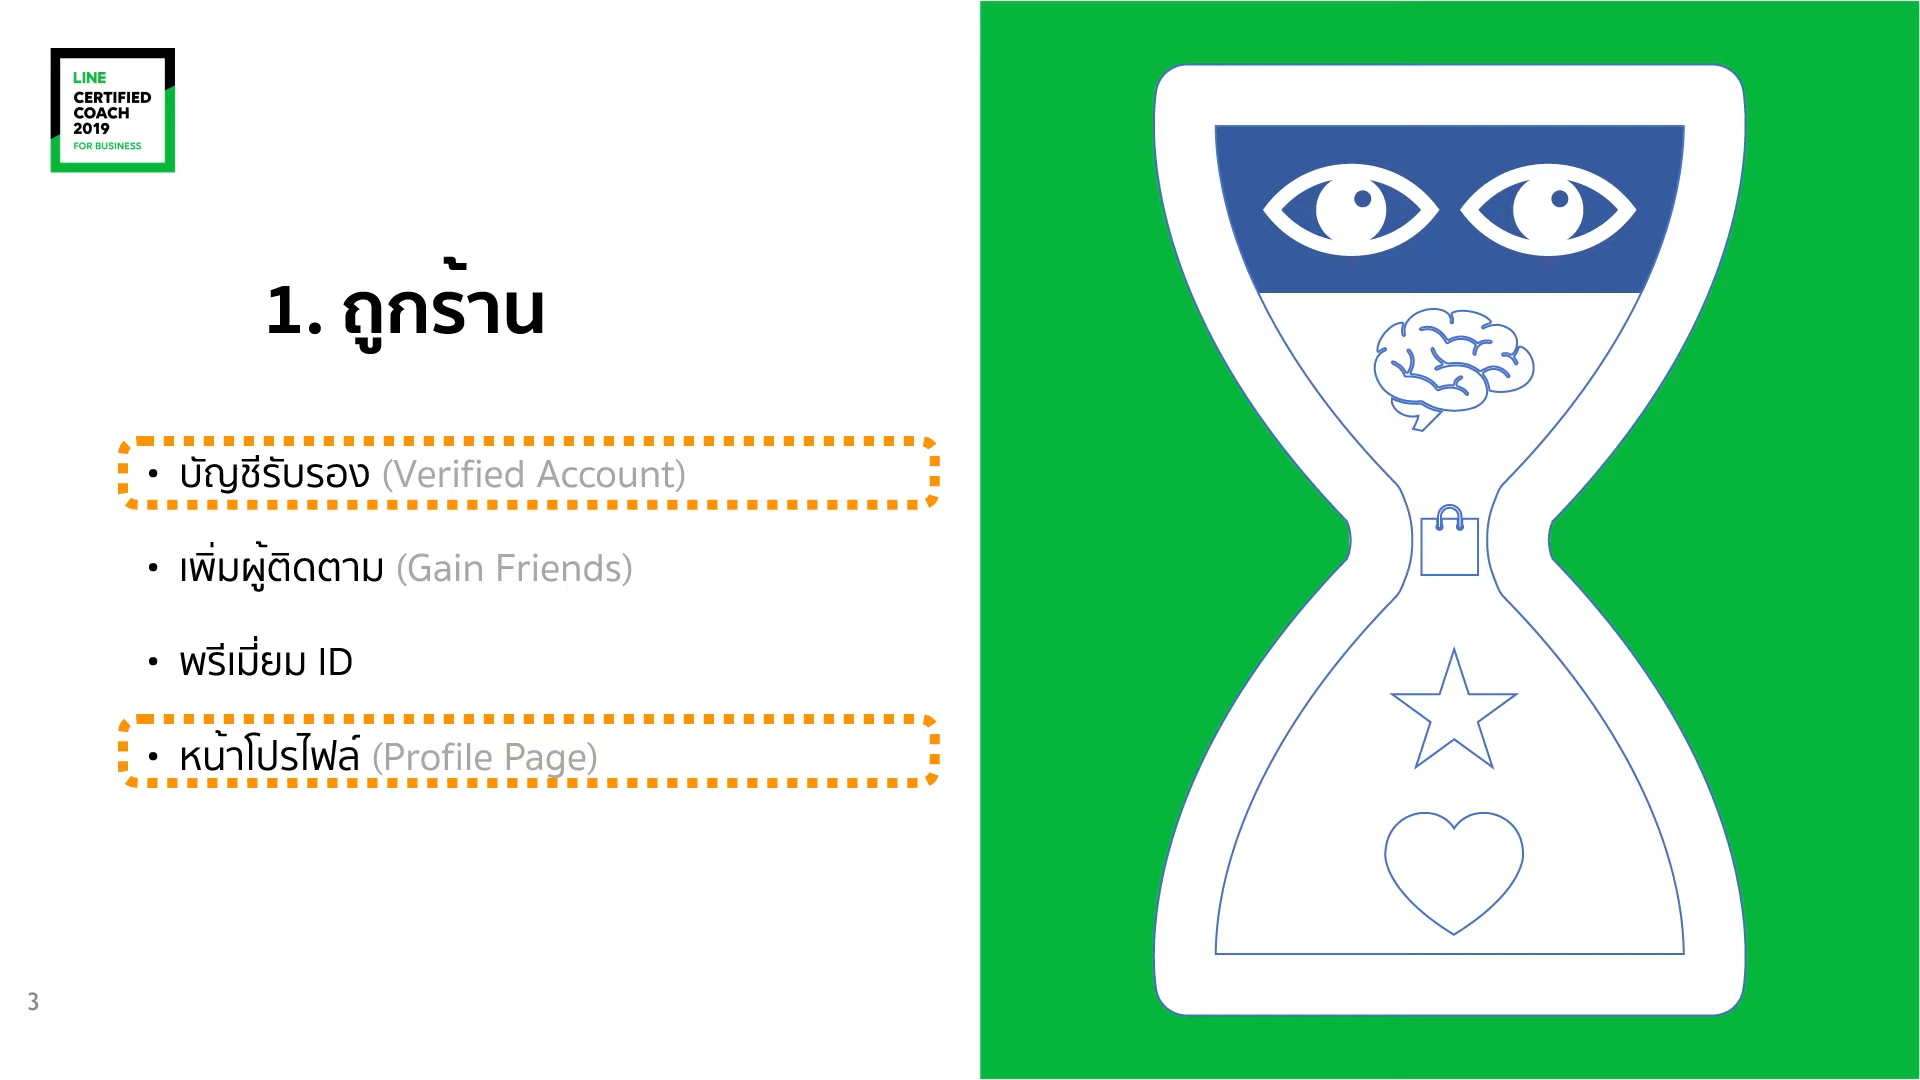 LINE
CERTIFIED
COACH
2019
FOR BUSINESS
1. ถูกร้าน
• บัญชีรับรอง (Verified Account)
• เพิ่มผู้ติดตาม (Gain Friends)
• พรีเมี่ยม ID
• หน้าโปรไฟล์ (Profile Page)
3